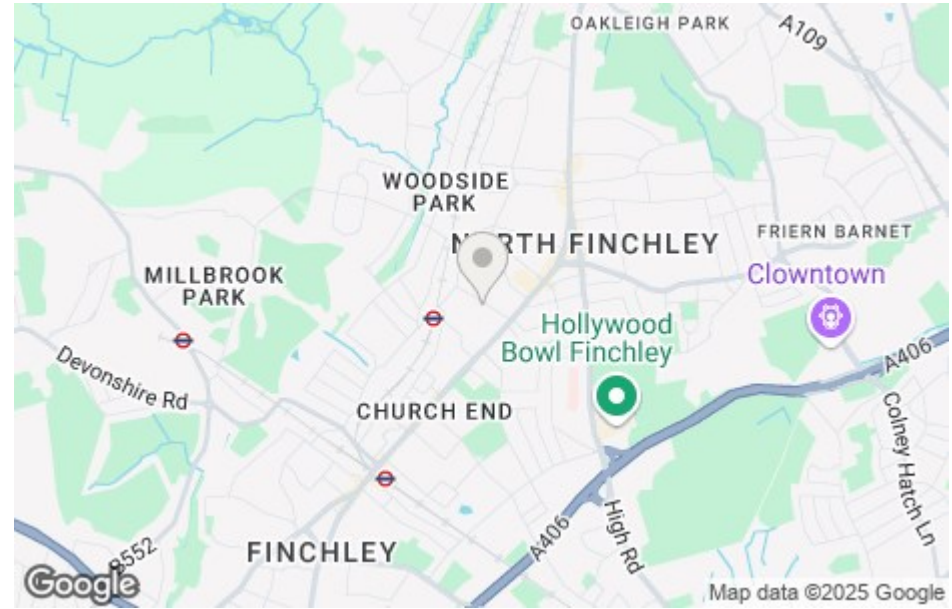 OAKLEIGH PARK
A109
WOODSIDE
PARK
NORTH FINCHLEY
FRIERN BARNET
Clowntown
MILLBROOK
PARK
Hollywood
Bowl Finchley
A406
Devonshire Rd
CHURCH END
Colney Hatch Ln
High Rd
A406
B552
FINCHLEY
Google
Map data ©2025 Google